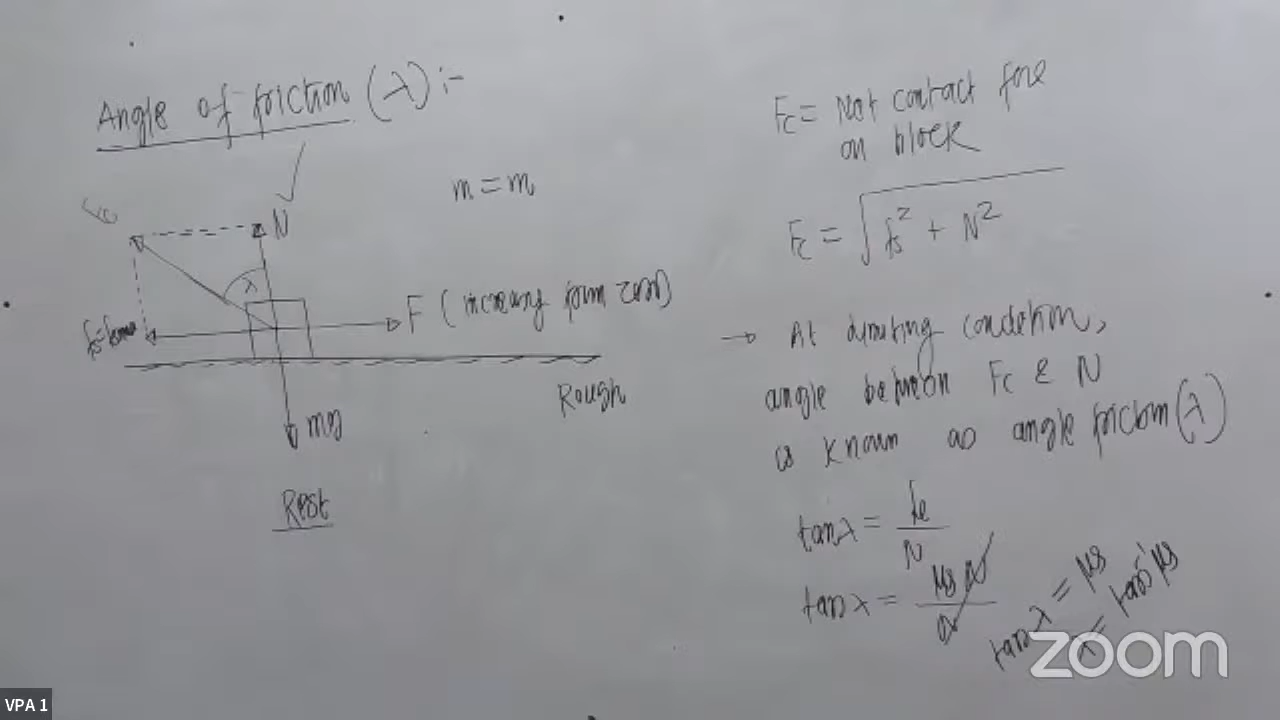 Angle of friction (λ) :-
m = m
Fc
N
λ
F (increasing from zero)
Rough
mg
Rest
Fc = Net contact force
on block
Fc = √fs² + N²
→ At limiting condition,
angle between Fc & N
is known as angle friction (λ)
tan λ = fe/N
tan λ = μs N/N
tan λ = μs
λ = tan⁻¹ μs
zoom
VPA 1